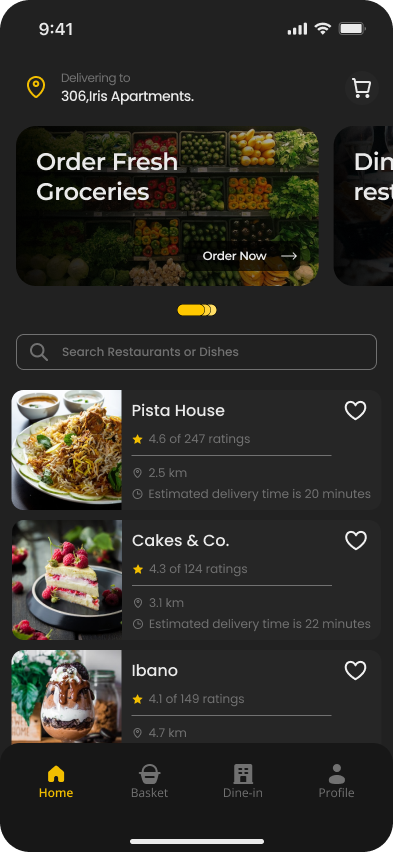 9:41
Delivering to
306,Iris Apartments.
Order Fresh
Groceries
Order Now
Search Restaurants or Dishes
Pista House
4.6 of 247 ratings
2.5 km
Estimated delivery time is 20 minutes
Cakes & Co.
4.3 of 124 ratings
3.1 km
Estimated delivery time is 22 minutes
Ibano
4.1 of 149 ratings
4.7 km
Home
Basket
Dine-in
Profile